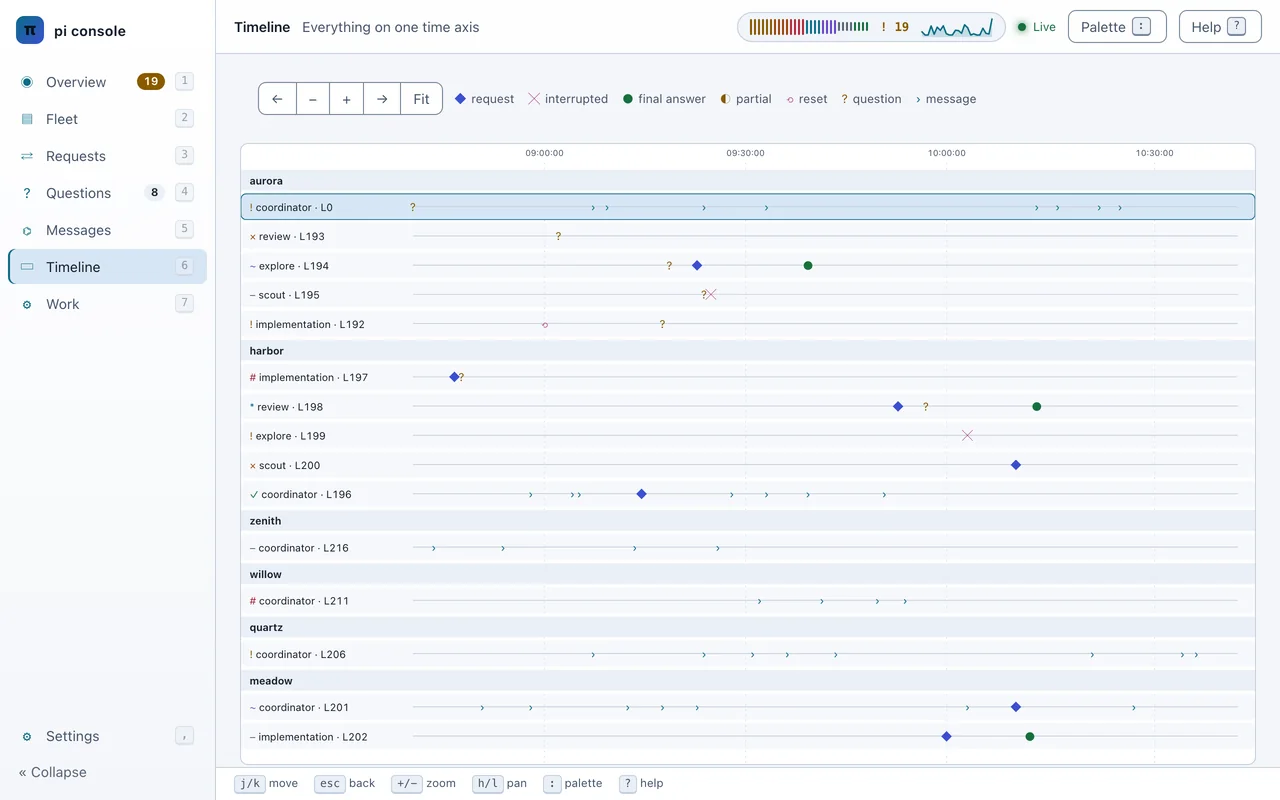 π pi console
Overview 19 1
Fleet 2
Requests 3
? Questions 8 4
Messages 5
Timeline 6
Work 7
Settings ,
« Collapse
Timeline Everything on one time axis
! 19
Live
Palette :
Help ?
← − + → Fit
request interrupted final answer partial reset ? question › message
09:00:00 09:30:00 10:00:00 10:30:00
aurora
! coordinator · L0
× review · L193
~ explore · L194
– scout · L195
! implementation · L192
harbor
# implementation · L197
* review · L198
! explore · L199
× scout · L200
✓ coordinator · L196
zenith
– coordinator · L216
willow
# coordinator · L211
quartz
! coordinator · L206
meadow
~ coordinator · L201
– implementation · L202
j/k move esc back +/− zoom h/l pan : palette ? help